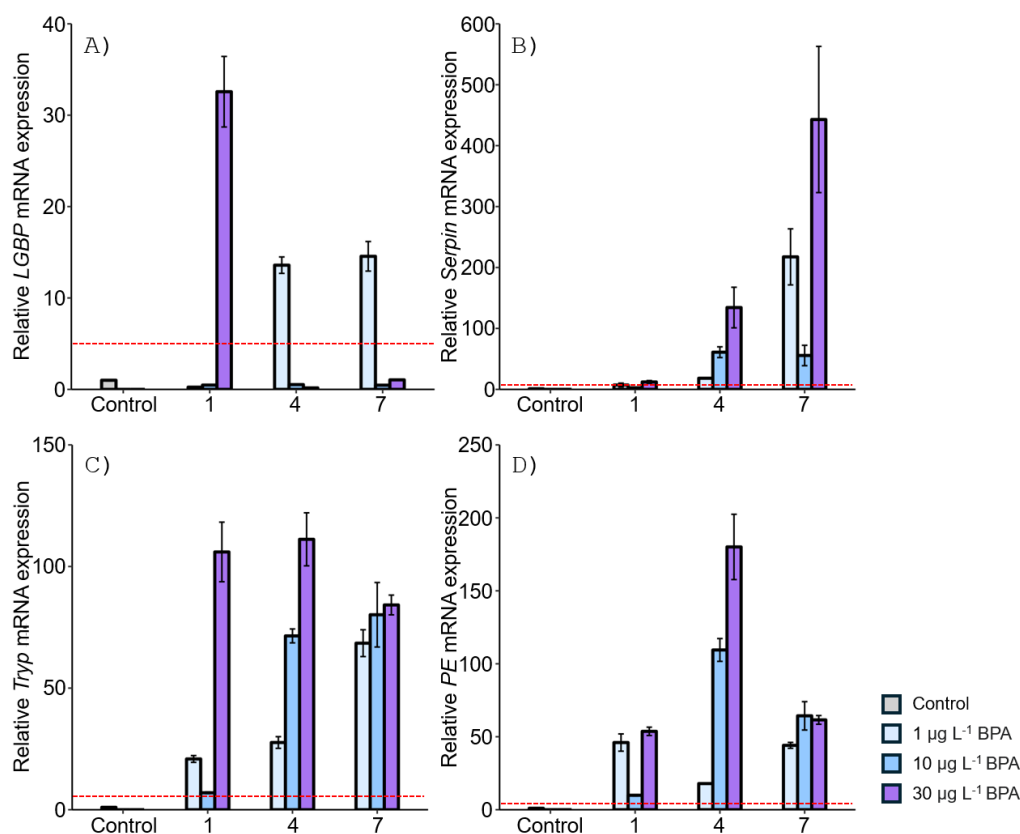 A)
Relative LGBP mRNA expression
40
30
20
10
0
Control 1 4 7
B)
Relative Serpin mRNA expression
600
500
400
300
200
100
0
Control 1 4 7
C)
Relative Tryp mRNA expression
150
100
50
0
Control 1 4 7
D)
Relative PE mRNA expression
250
200
150
100
50
0
Control 1 4 7
Control
1 µg L⁻¹ BPA
10 µg L⁻¹ BPA
30 µg L⁻¹ BPA